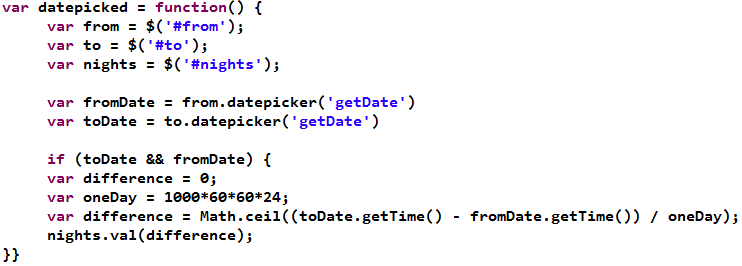 var datepicked = function() {
var from = $('#from');
var to = $('#to');
var nights = $('#nights');
var fromDate = from.datepicker('getDate')
var toDate = to.datepicker('getDate')
if (toDate && fromDate) {
var difference = 0;
var oneDay = 1000*60*60*24;
var difference = Math.ceil((toDate.getTime() - fromDate.getTime()) / oneDay);
nights.val(difference);
}}